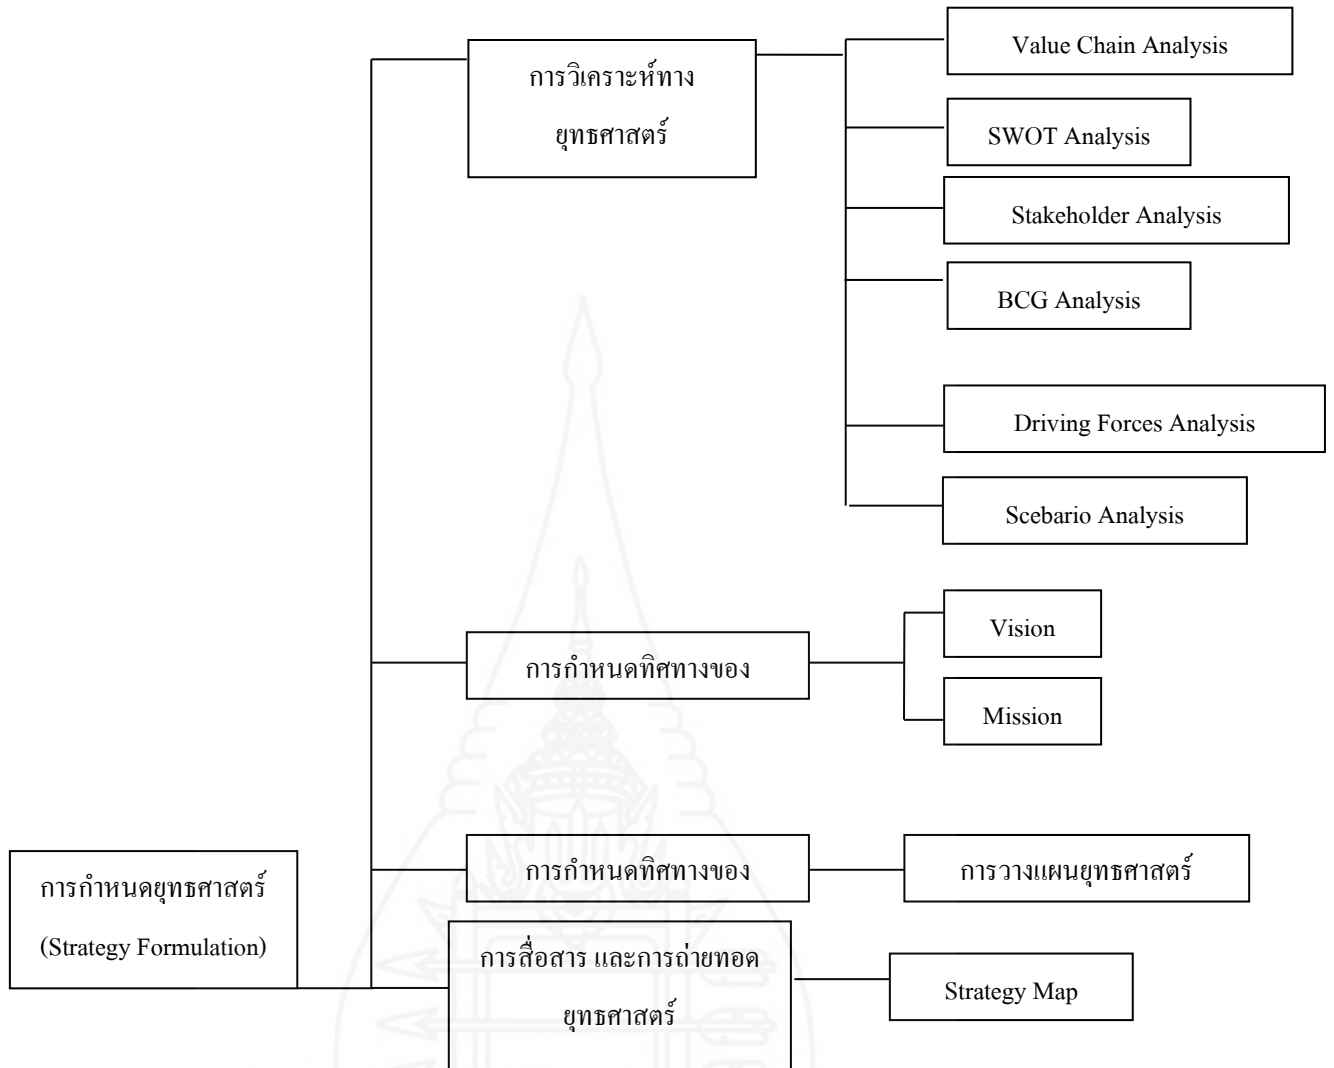 การวิเคราะห์ทาง
ยุทธศาสตร์
Value Chain Analysis
SWOT Analysis
Stakeholder Analysis
BCG Analysis
Driving Forces Analysis
Scebario Analysis
การกำหนดทิศทางของ
Vision
Mission
การกำหนดทิศทางของ
การวางแผนยุทธศาสตร์
การกำหนดยุทธศาสตร์
(Strategy Formulation)
การสื่อสาร และการถ่ายทอด
ยุทธศาสตร์
Strategy Map